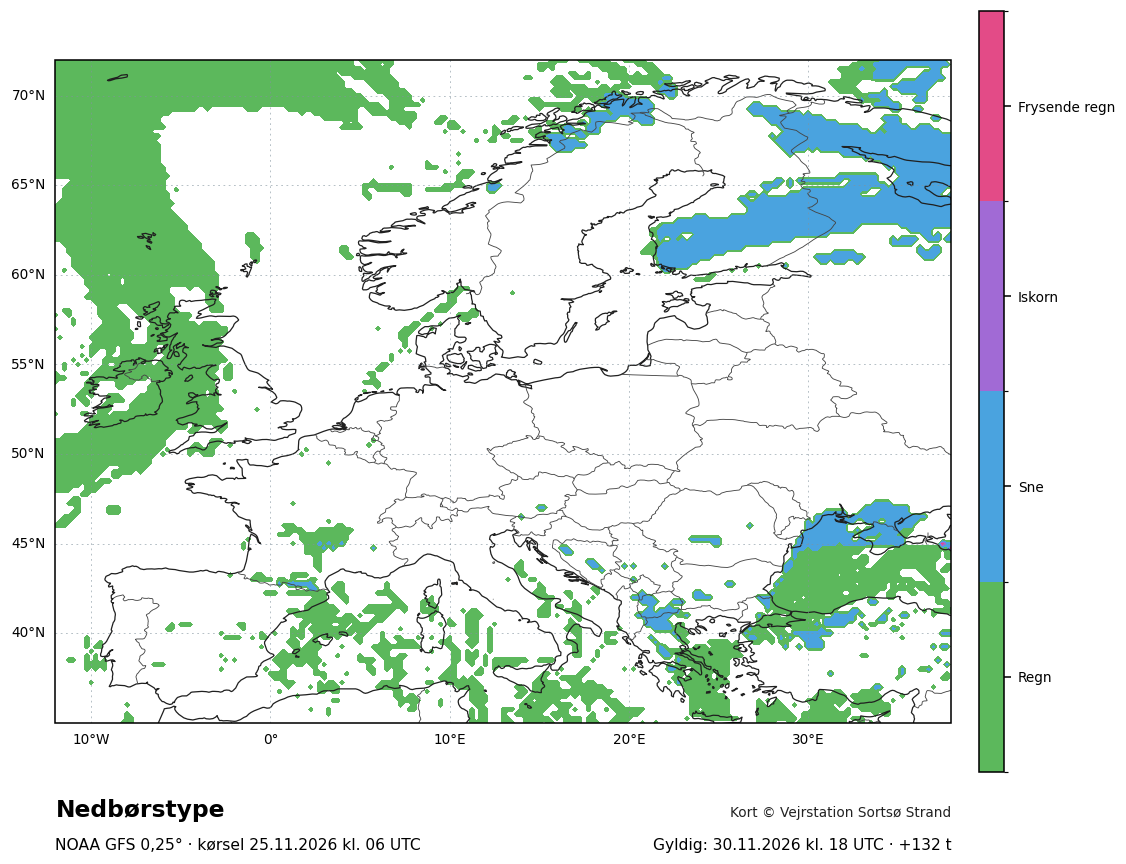 70°N
65°N
60°N
55°N
50°N
45°N
40°N
10°W
0°
10°E
20°E
30°E
Frysende regn
Iskorn
Sne
Regn
Nedbørstype
Kort © Vejrstation Sortsø Strand
NOAA GFS 0,25° · kørsel 25.11.2026 kl. 06 UTC
Gyldig: 30.11.2026 kl. 18 UTC · +132 t